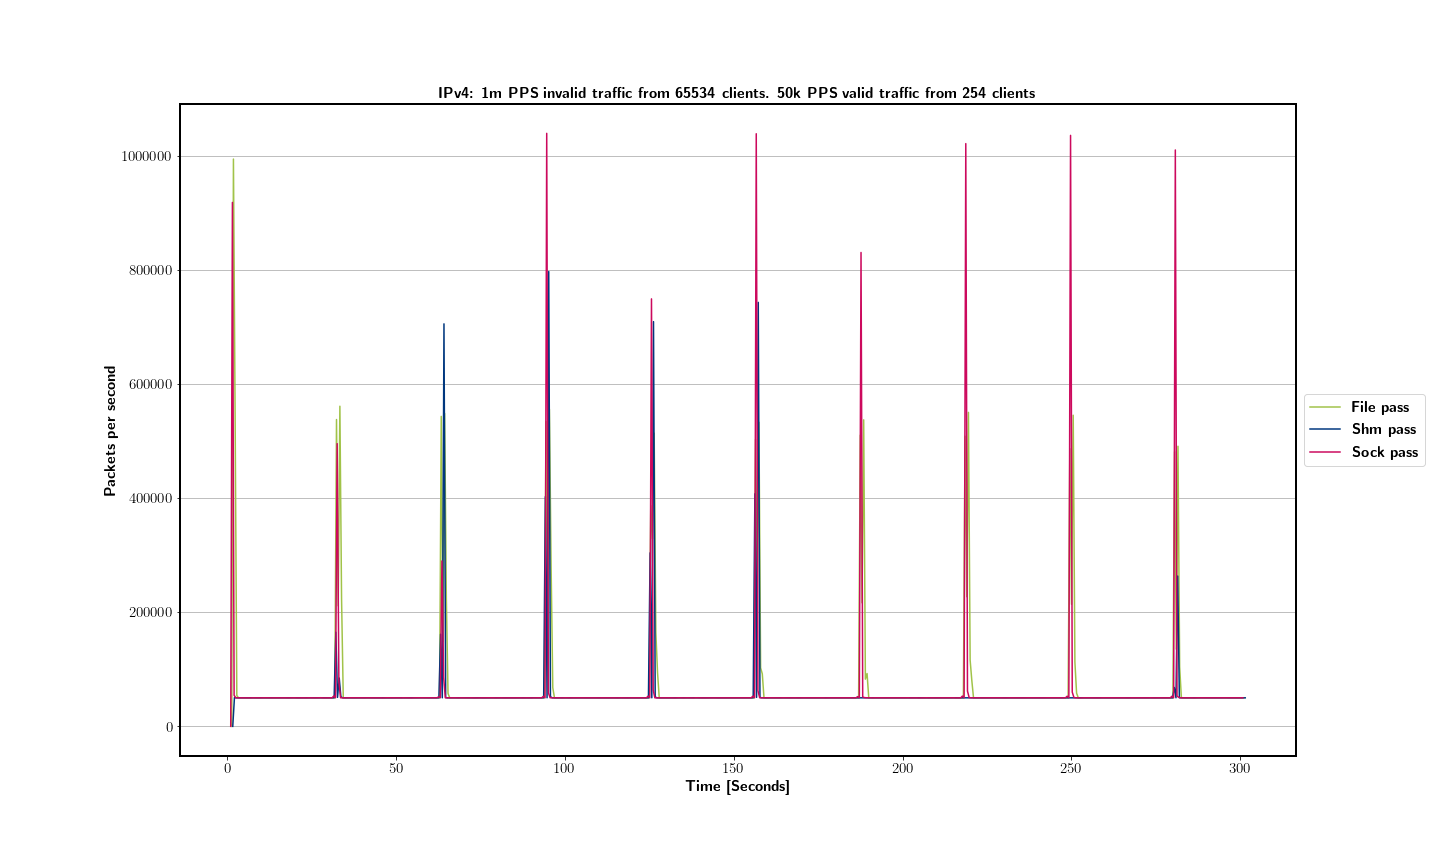 IPv4: 1m PPS invalid traffic from 65534 clients. 50k PPS valid traffic from 254 clients
Packets per second
1000000
800000
600000
400000
200000
0
0 50 100 150 200 250 300
Time [Seconds]
File pass
Shm pass
Sock pass